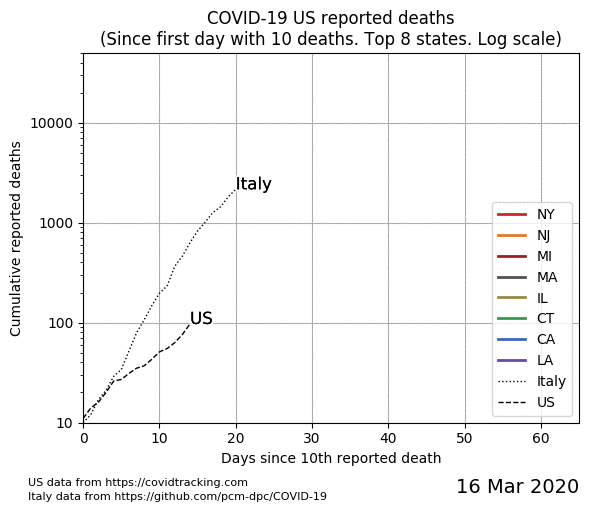 COVID-19 US reported deaths
(Since first day with 10 deaths. Top 8 states. Log scale)
Cumulative reported deaths
10000
1000
100
10
Italy
US
NY
NJ
MI
MA
IL
CT
CA
LA
Italy
US
0 10 20 30 40 50 60
Days since 10th reported death
US data from https://covidtracking.com
Italy data from https://github.com/pcm-dpc/COVID-19
16 Mar 2020